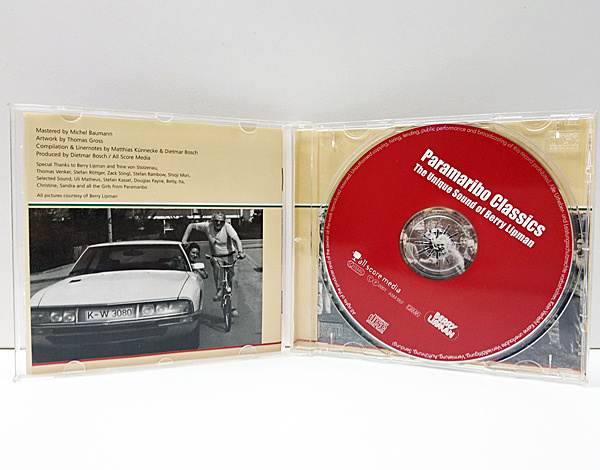 Mastered by Michel Baumann
Artwork by Thomas Gross
Compilation & Linernotes by Matthias Künnecke & Dietmar Bosch
Produced by Dietmar Bosch / All Score Media
Special Thanks to Berry Lipman and Trine von Stolzenau,
Thomas Venker, Stefan Röttger, Zack Stiegl, Stefan Rambow, Shoji Mori,
Selected Sound, Uli Matheus, Stefan Kassel, Douglas Payne, Betty, Ita,
Christine, Sandra and all the Girls from Paramaribo
All pictures courtesy of Berry Lipman
K-W 3080
Paramaribo Classics
The Unique Sound of Berry Lipman
all score media
BERRY
LIPMAN